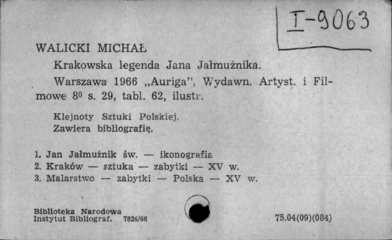 I-9063
WALICKI MICHAŁ
Krakowska legenda Jana Jałmużnika.
Warszawa 1966 „Auriga”, Wydawn. Artyst. i Fil-
mowe 8⁰ s. 29, tabl. 62, ilustr.
Klejnoty Sztuki Polskiej.
Zawiera bibliografię.
1. Jan Jałmużnik św. — ikonografia
2. Kraków — sztuka — zabytki — XV w.
3. Malarstwo — zabytki — Polska — XV w.
Biblioteka Narodowa
Instytut Bibliograf. 7826/66
75.04(09)(084)